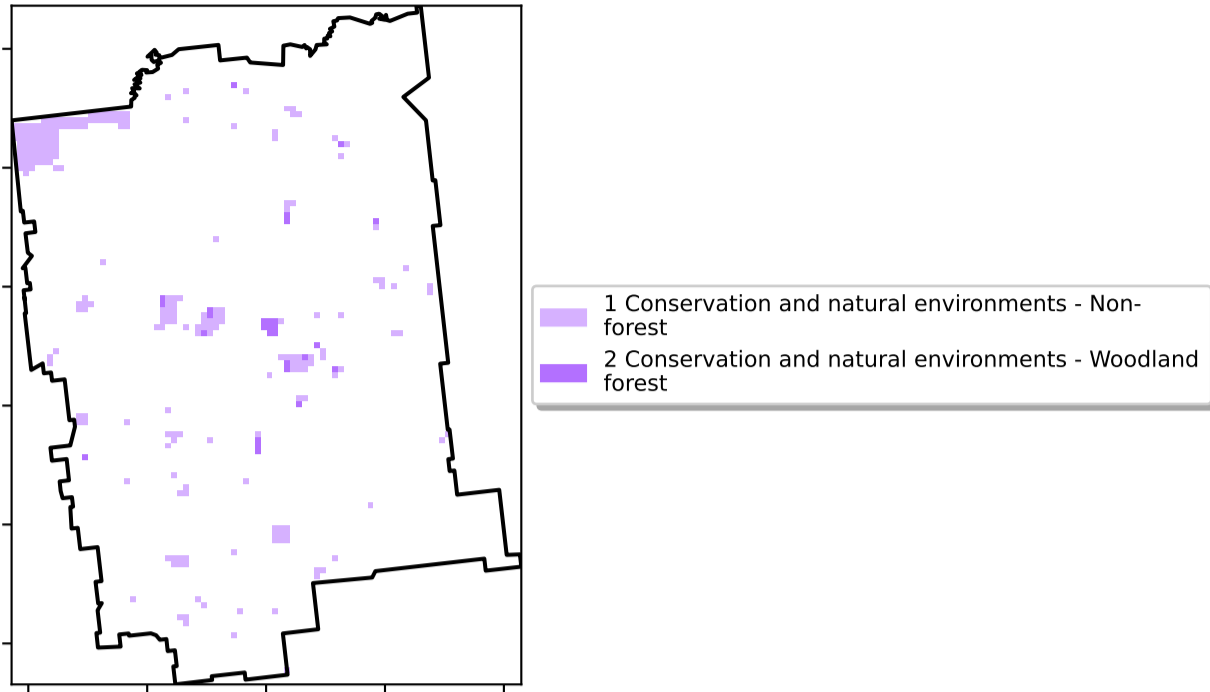 1 Conservation and natural environments - Non-
forest
2 Conservation and natural environments - Woodland
forest